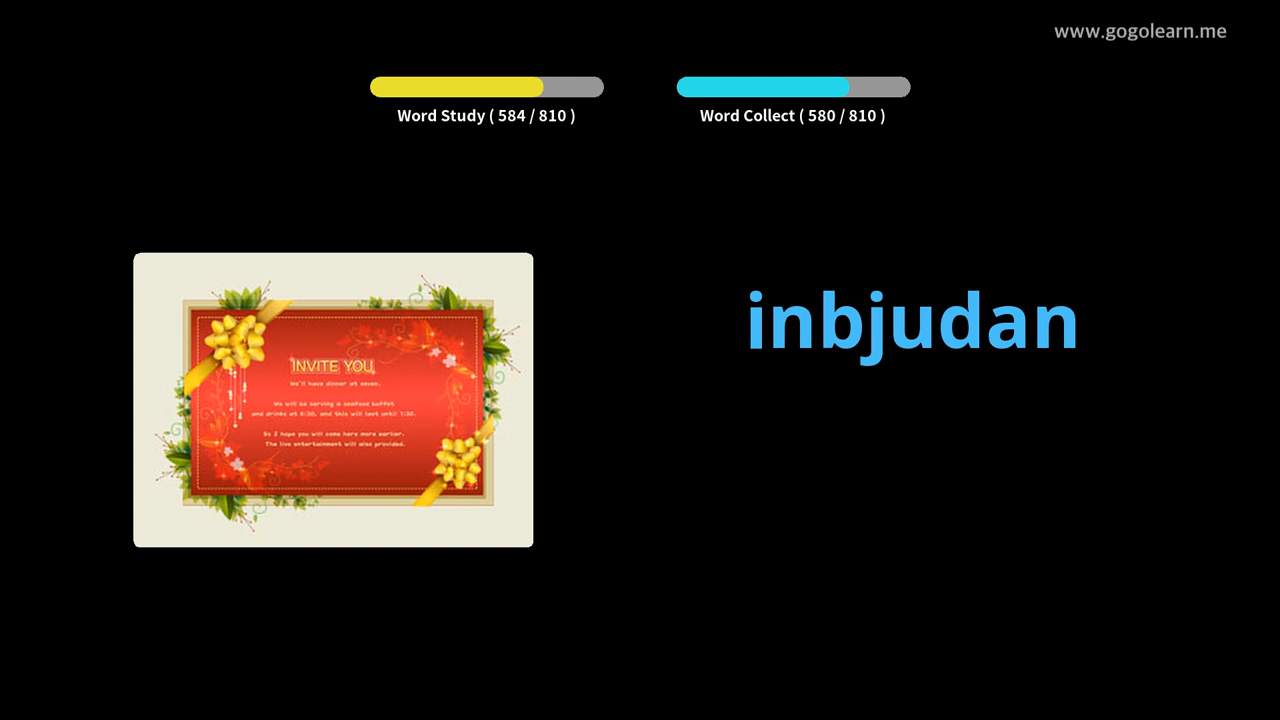 www.gogolearn.me
Word Study ( 584 / 810 )
Word Collect ( 580 / 810 )
inbjudan
INVITE YOU
We'll have dinner at seven.
We will be serving a seafood buffet
and drinks at 6:30, and this will last until 7:30.
So I hope you will come here more earlier.
The live entertainment will also provided.